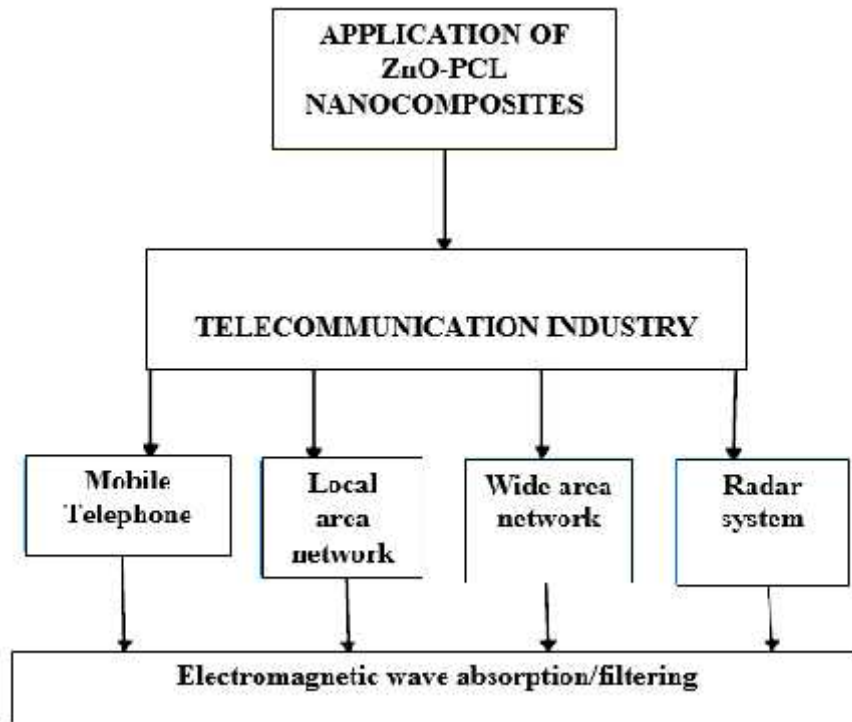 APPLICATION OF
ZnO-PCL
NANOCOMPOSITES
TELECOMMUNICATION INDUSTRY
Mobile
Telephone
Local
area
network
Wide area
network
Radar
system
Electromagnetic wave absorption/filtering